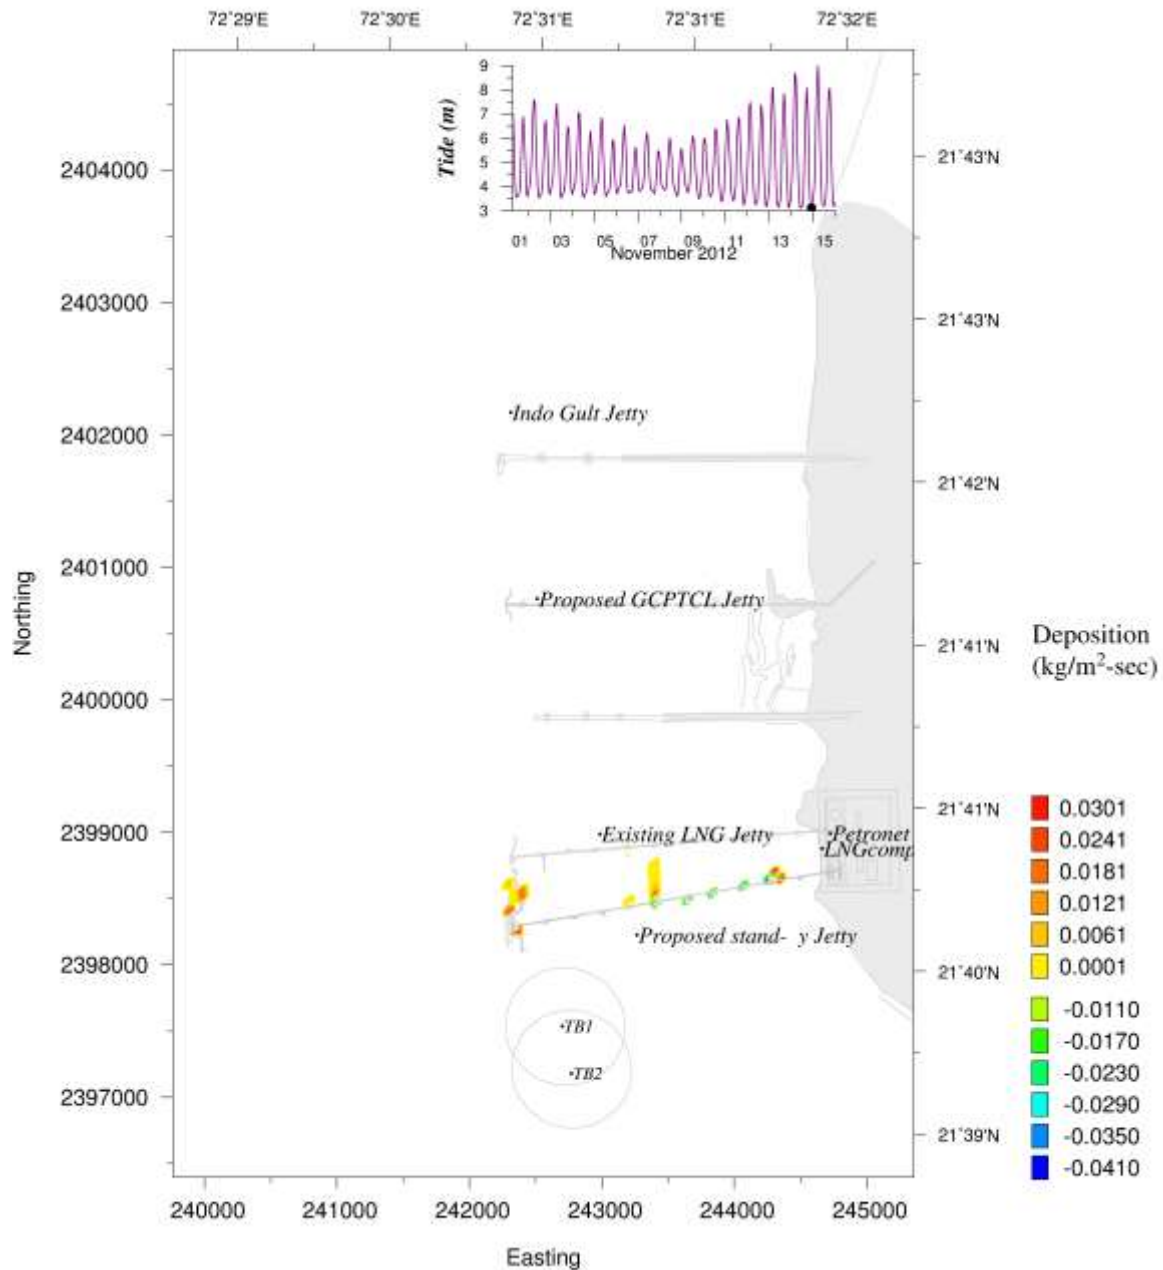 72°29'E 72°30'E 72°31'E 72°31'E 72°32'E
9
8
7
6
5
4
3
Tide (m)
01 03 05 07 09 11 13 15
November 2012
2404000
2403000
2402000
2401000
2400000
2399000
2398000
2397000
Northing
21°43'N
21°43'N
21°42'N
21°41'N
21°41'N
21°40'N
21°39'N
Indo Gult Jetty
Proposed GCPTCL Jetty
Existing LNG Jetty
Petronet
LNGcomp
Proposed stand- y Jetty
TB1
TB2
Deposition
(kg/m²-sec)
0.0301
0.0241
0.0181
0.0121
0.0061
0.0001
-0.0110
-0.0170
-0.0230
-0.0290
-0.0350
-0.0410
240000 241000 242000 243000 244000 245000
Easting